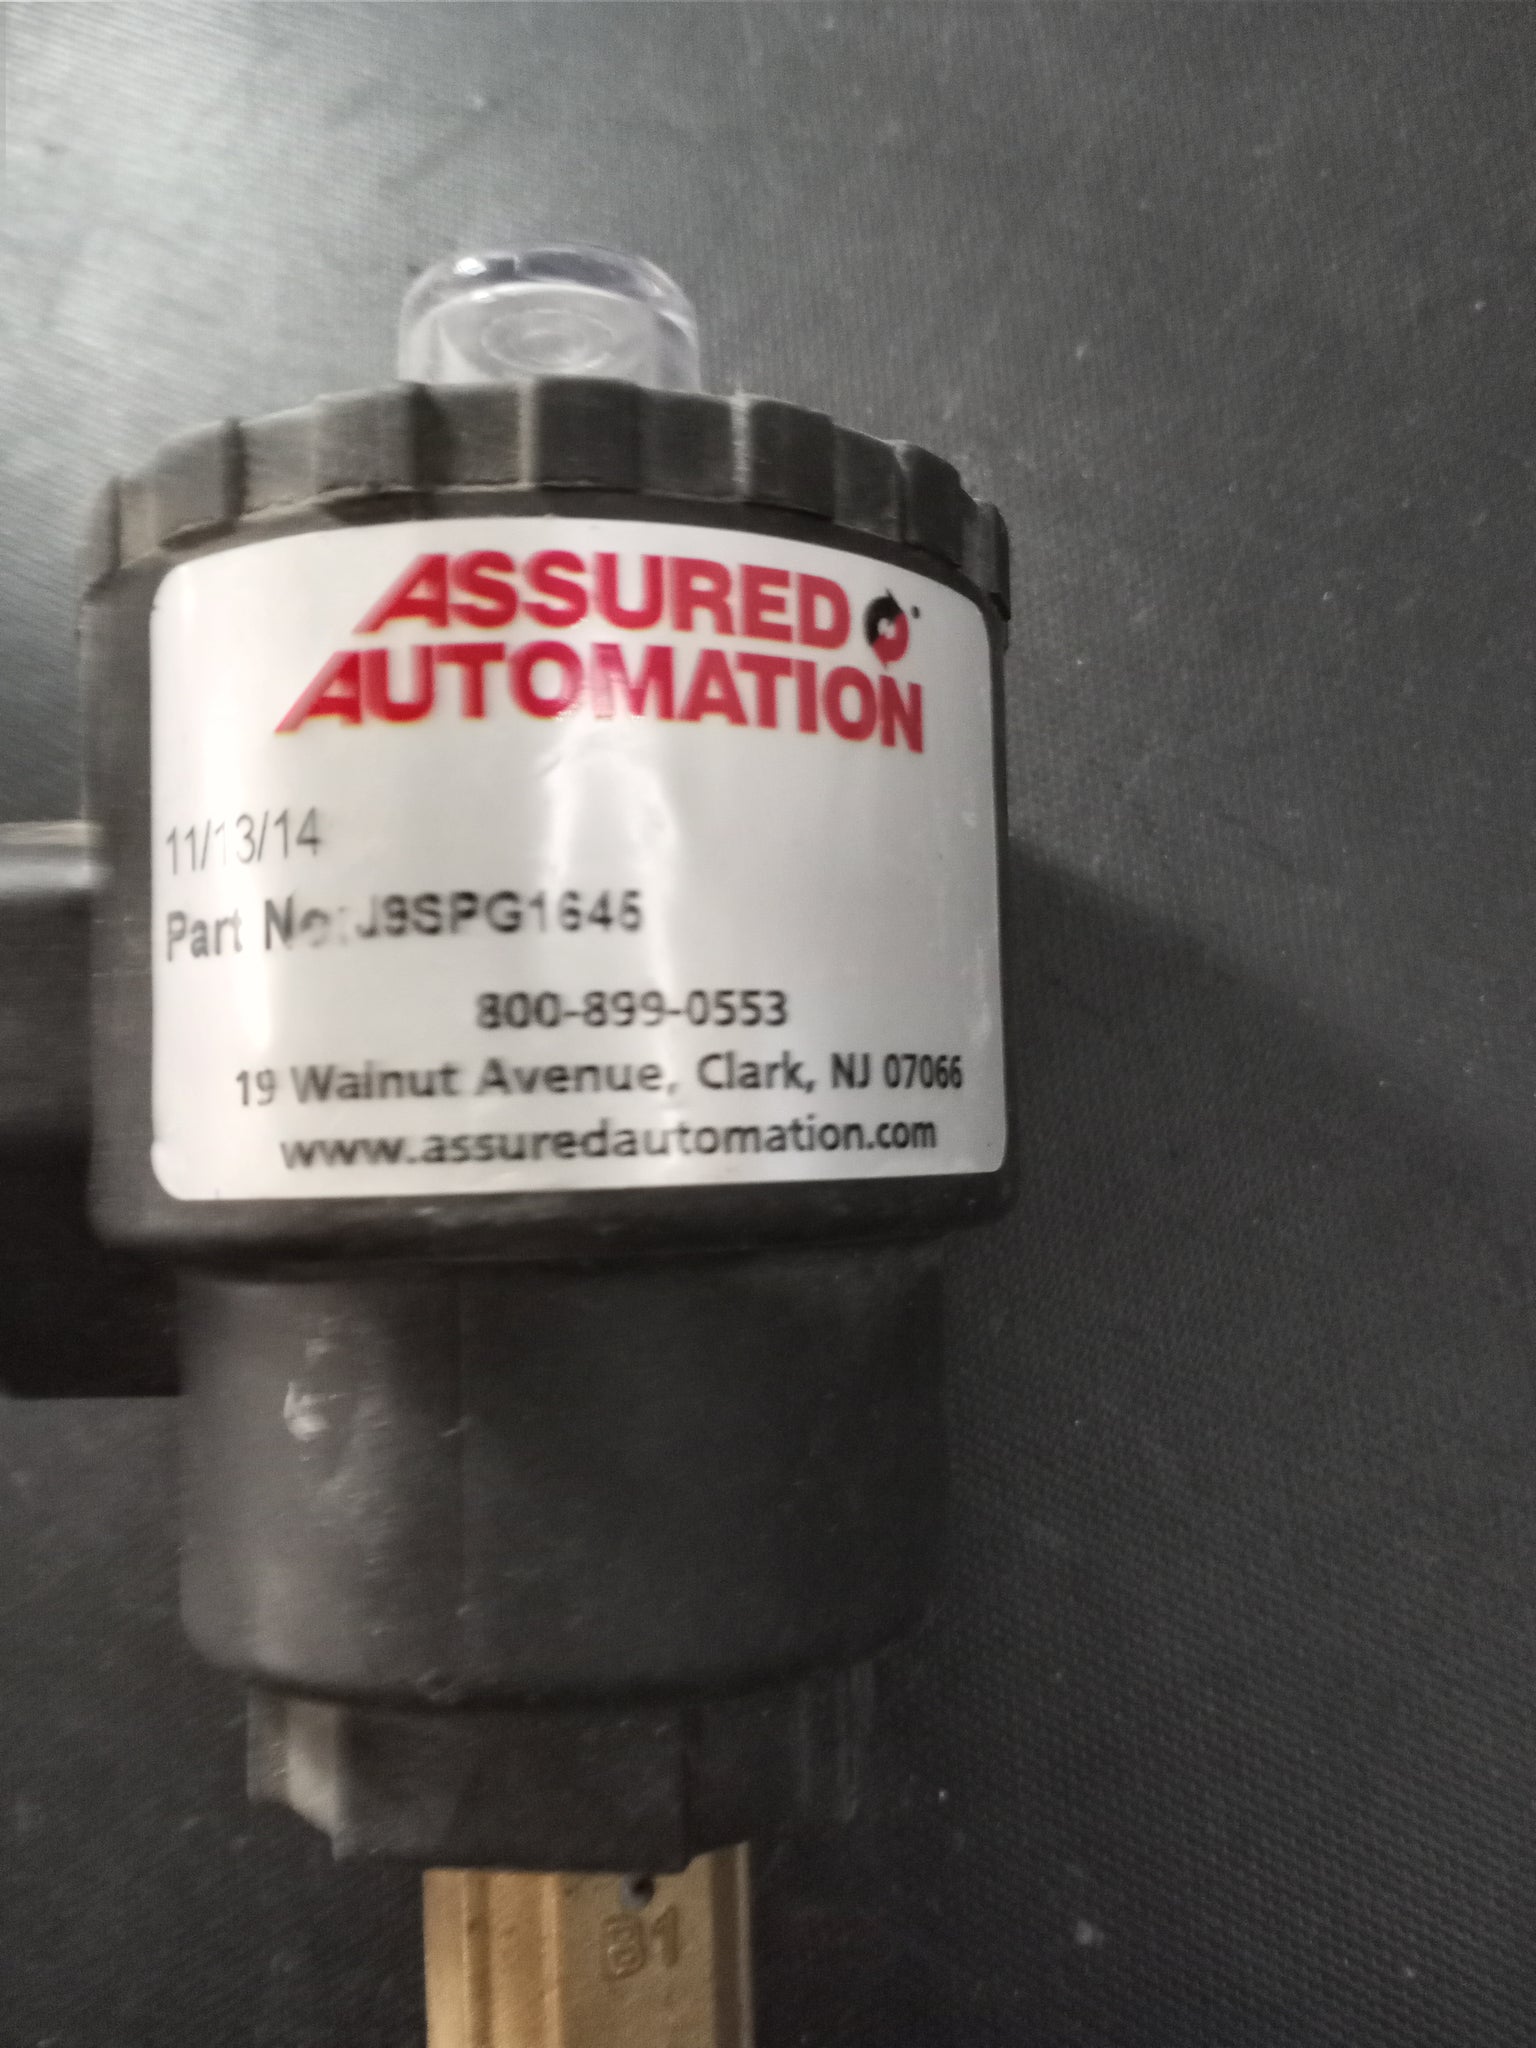 ASSURED
AUTOMATION
11/13/14
Part No:
800-899-0553
19 Walnut Avenue, Clark, NJ 07066
www.assuredautomation.com